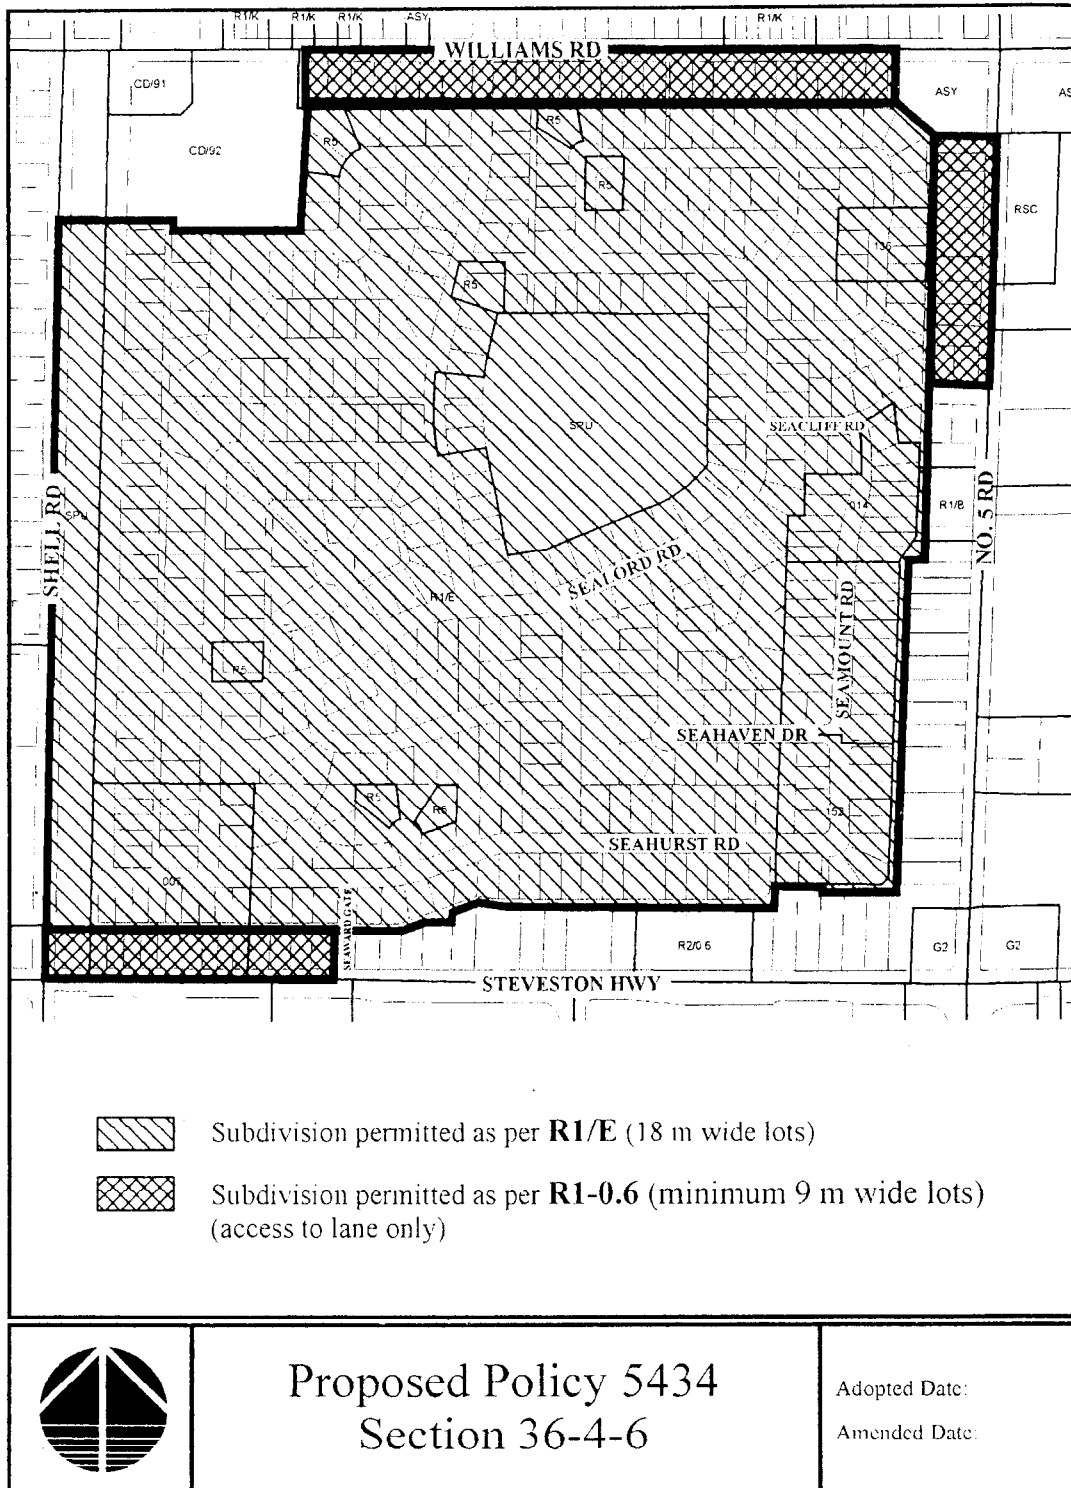 R1/K R1/K R1/K ASY R1/K
WILLIAMS RD
CD/91
ASY
R5
R5
CD/92
R5
RSC
R5
SPU
SEACLIFF RD
SHELL RD
SPU
014
R1/B
NO. 5 RD
SEALORD RD
R1/E
SEAMOUNT RD
R5
SEAHAVEN DR
R5
152
SEAHURST RD
SEAWARD GATE
R2/0.6
G2
G2
STEVESTON HWY
Subdivision permitted as per R1/E (18 m wide lots)
Subdivision permitted as per R1-0.6 (minimum 9 m wide lots)
(access to lane only)
Proposed Policy 5434
Section 36-4-6
Adopted Date:
Amended Date: